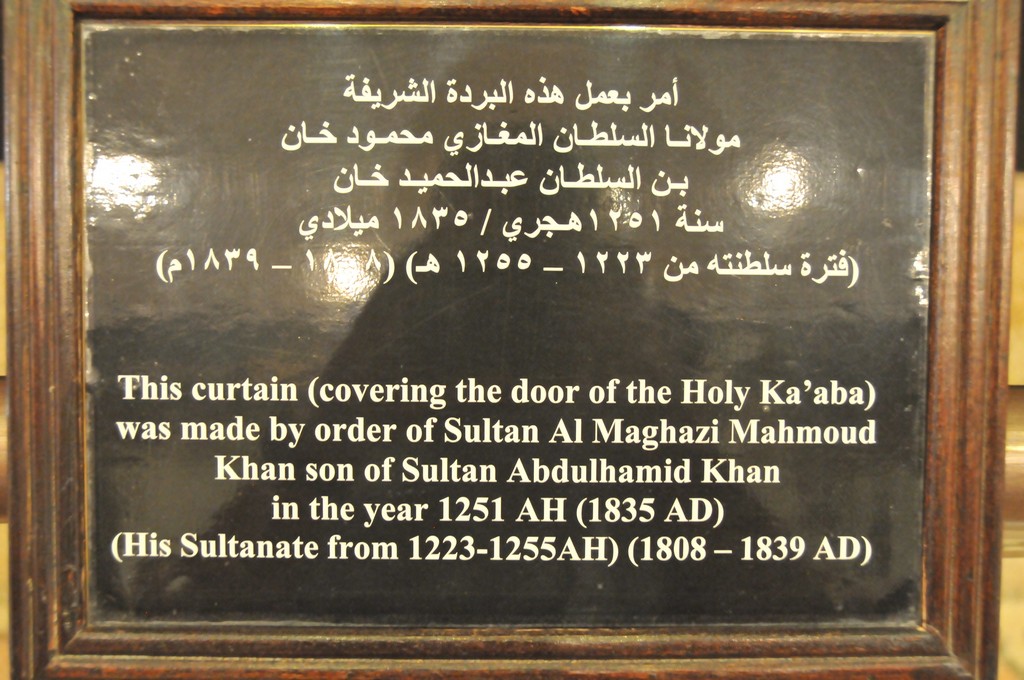 أمر بعمل هذه البردة الشريفة
مولانا السلطان المغازي محمود خان
بن السلطان عبدالحميد خان
سنة ١٢٥١هجري / ١٨٣٥ ميلادي
(فترة سلطنته من ١٢٢٣ – ١٢٥٥ هـ) (١٨٠٨ – ١٨٣٩م)
This curtain (covering the door of the Holy Ka’aba)
was made by order of Sultan Al Maghazi Mahmoud
Khan son of Sultan Abdulhamid Khan
in the year 1251 AH (1835 AD)
(His Sultanate from 1223-1255AH) (1808 – 1839 AD)